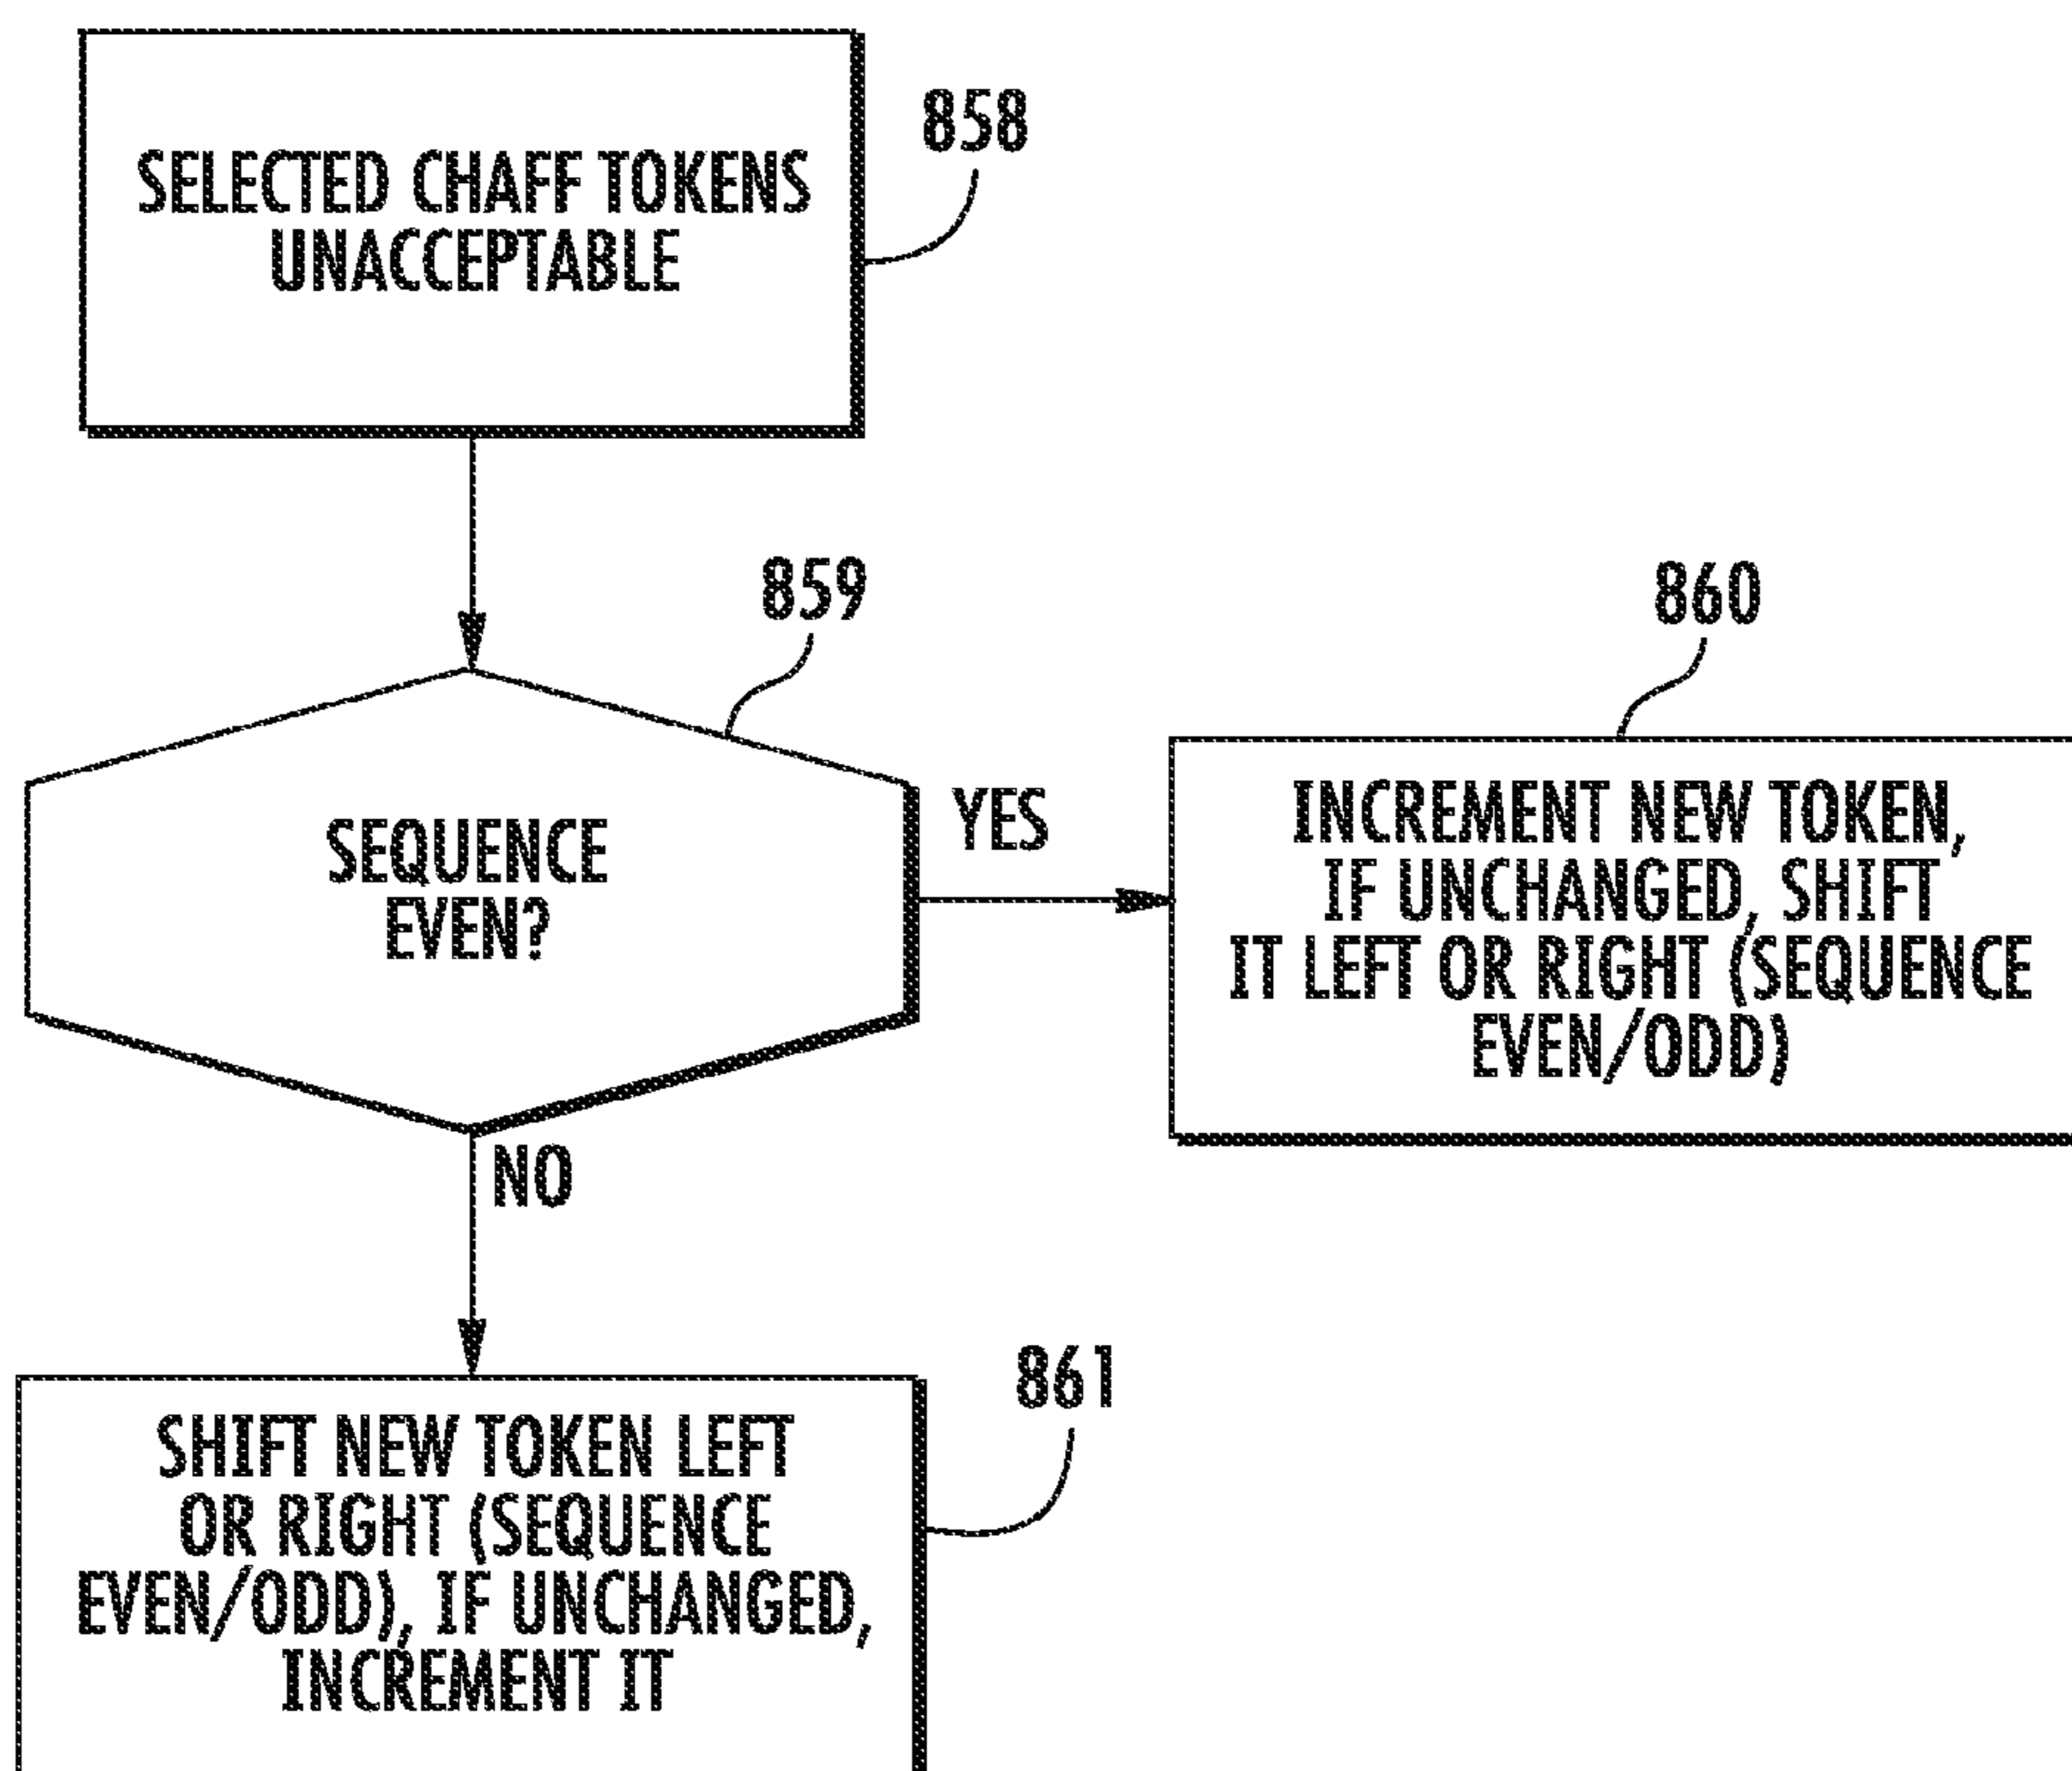 858
SELECTED CHAFF TOKENS
UNACCEPTABLE
859
860
SEQUENCE
EVEN?
YES
INCREMENT NEW TOKEN,
IF UNCHANGED, SHIFT
IT LEFT OR RIGHT (SEQUENCE
EVEN/ODD)
NO
861
SHIFT NEW TOKEN LEFT
OR RIGHT (SEQUENCE
EVEN/ODD), IF UNCHANGED,
INCREMENT IT